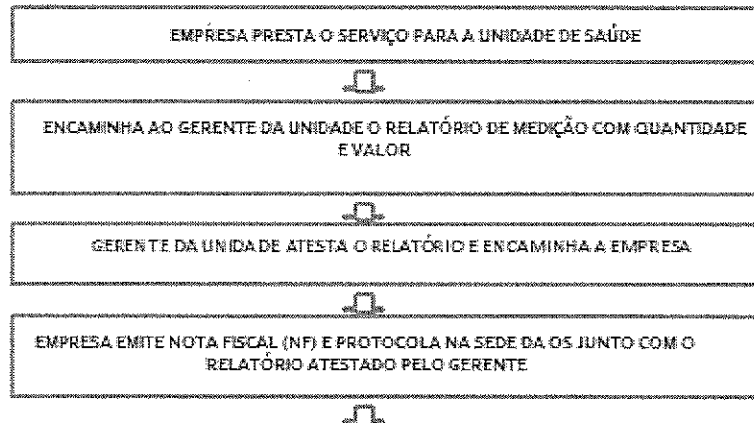 EMPRESA PRESTA O SERVIÇO PARA A UNIDADE DE SAÚDE
ENCAMINHA AO GERENTE DA UNIDADE O RELATÓRIO DE MEDIÇÃO COM QUANTIDADE
E VALOR
GERENTE DA UNIDADE ATESTA O RELATÓRIO E ENCAMINHA A EMPRESA
EMPRESA EMITE NOTA FISCAL (NF) E PROTOCOLA NA SEDE DA OS JUNTO COM O
RELATÓRIO ATESTADO PELO GERENTE